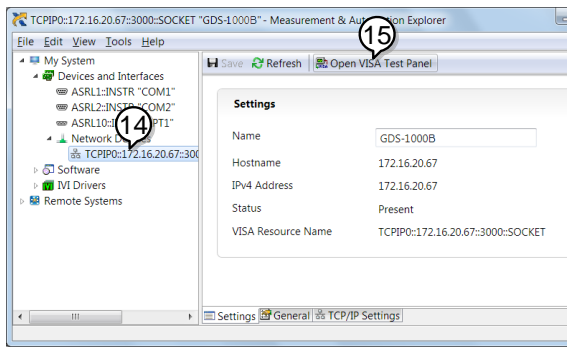 TCPIP0::172.16.20.67::3000::SOCKET "GDS-1000B" - Measurement & Explorer
15
File Edit View Tools Help
My System
Save Refresh Open VISA Test Panel
Devices and Interfaces
ASRL1::INSTR "COM1"
Settings
ASRL2::INSTR "COM2"
14
Name GDS-1000B
Network
TCPIP0::172.16.20.67::300
Hostname 172.16.20.67
Software
IVI Drivers
IPv4 Address 172.16.20.67
Remote Systems
Status Present
VISA Resource Name TCPIP0::172.16.20.67::3000::SOCKET
Settings General TCP/IP Settings